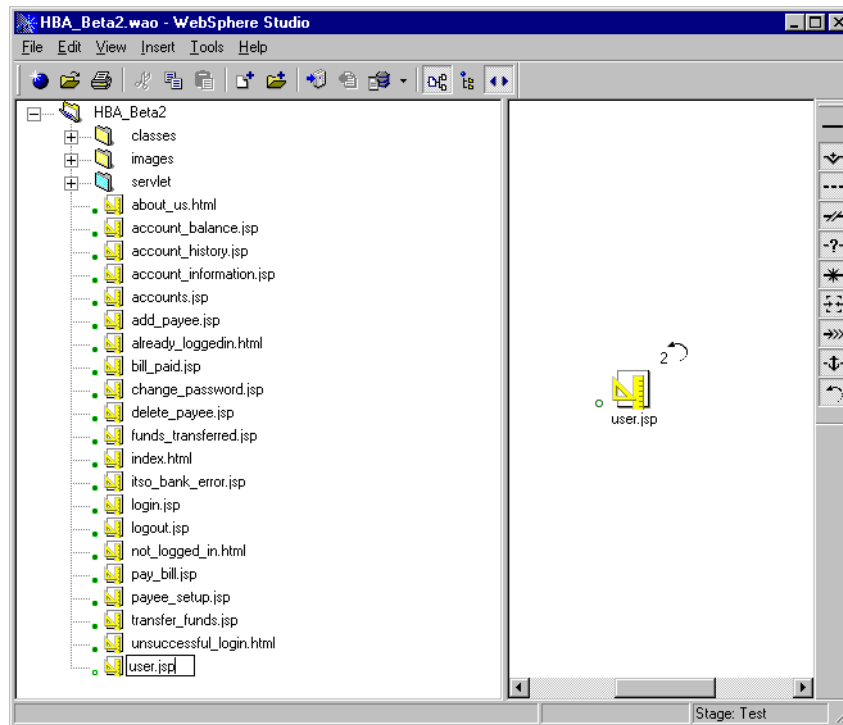 HBA_Beta2.wao - WebSphere Studio
File Edit View Insert Tools Help
HBA_Beta2
classes
images
servlet
about_us.html
account_balance.jsp
account_history.jsp
account_information.jsp
accounts.jsp
add_payee.jsp
already_loggedin.html
bill_paid.jsp
change_password.jsp
delete_payee.jsp
funds_transferred.jsp
index.html
itso_bank_error.jsp
login.jsp
logout.jsp
not_logged_in.html
pay_bill.jsp
payee_setup.jsp
transfer_funds.jsp
unsuccessful_login.html
user.jsp
2
user.jsp
-?-
Stage: Test